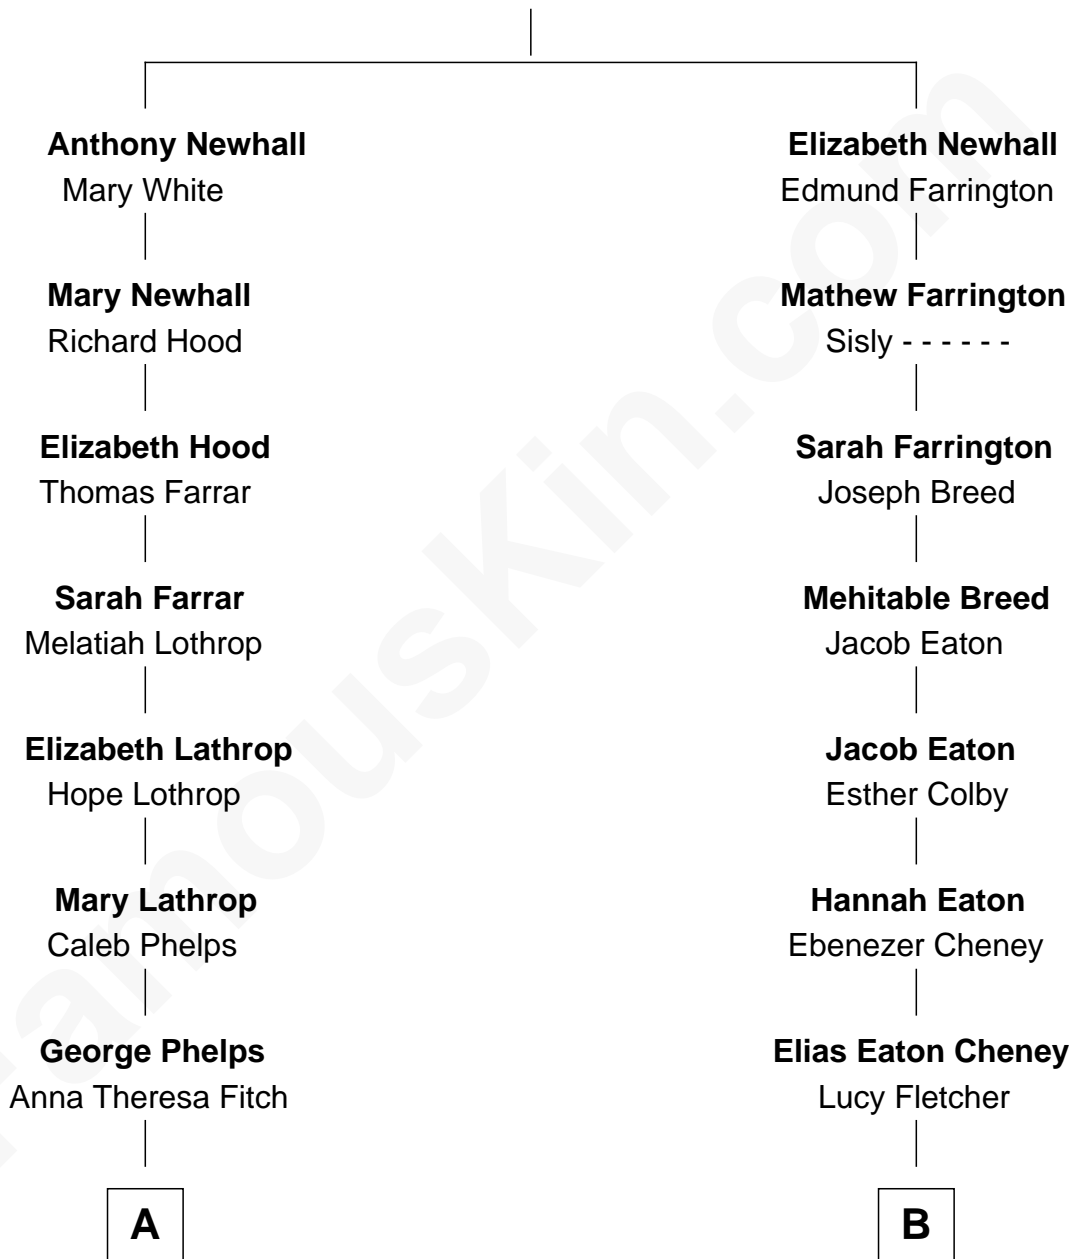 Anthony Newhall
Mary White
Elizabeth Newhall
Edmund Farrington
Mary Newhall
Richard Hood
Mathew Farrington
Sisly - - - - - -
Elizabeth Hood
Thomas Farrar
Sarah Farrington
Joseph Breed
Sarah Farrar
Melatiah Lothrop
Mehitable Breed
Jacob Eaton
Elizabeth Lathrop
Hope Lothrop
Jacob Eaton
Esther Colby
Mary Lathrop
Caleb Phelps
Hannah Eaton
Ebenezer Cheney
George Phelps
Anna Theresa Fitch
Elias Eaton Cheney
Lucy Fletcher
A
B
FamousKin.com